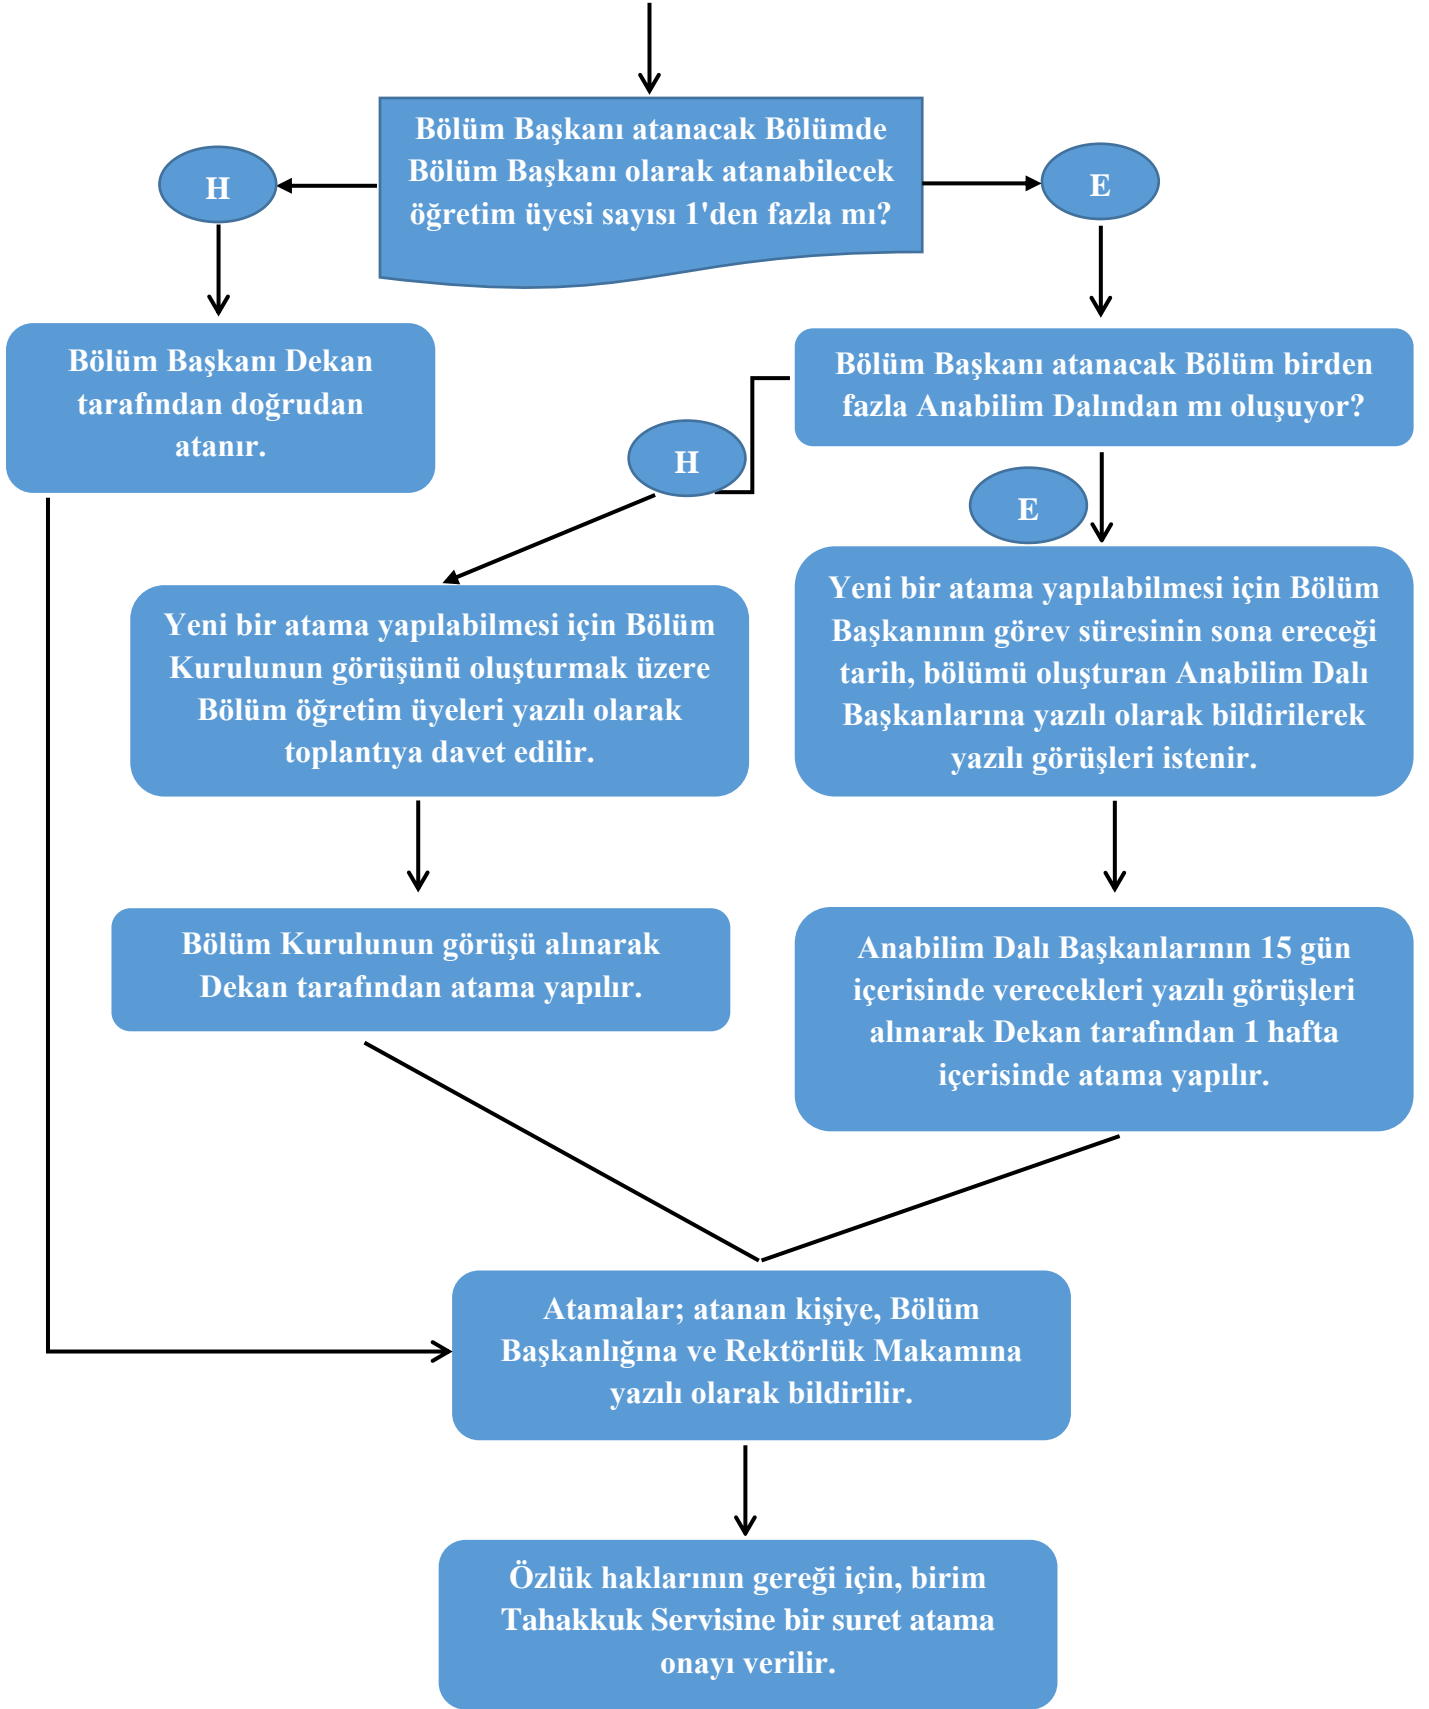 Bölüm Başkanı atanacak Bölümde
Bölüm Başkanı olarak atanabilecek
öğretim üyesi sayısı 1'den fazla mı?
H
E
Bölüm Başkanı Dekan
tarafından doğrudan
atanır.
Bölüm Başkanı atanacak Bölüm birden
fazla Anabilim Dalından mı oluşuyor?
H
E
Yeni bir atama yapılabilmesi için Bölüm
Kurulunun görüşünü oluşturmak üzere
Bölüm öğretim üyeleri yazılı olarak
toplantıya davet edilir.
Yeni bir atama yapılabilmesi için Bölüm
Başkanının görev süresinin sona ereceği
tarih, bölümü oluşturan Anabilim Dalı
Başkanlarına yazılı olarak bildirilerek
yazılı görüşleri istenir.
Bölüm Kurulunun görüşü alınarak
Dekan tarafından atama yapılır.
Anabilim Dalı Başkanlarının 15 gün
içerisinde verecekleri yazılı görüşleri
alınarak Dekan tarafından 1 hafta
içerisinde atama yapılır.
Atamalar; atanan kişiye, Bölüm
Başkanlığına ve Rektörlük Makamına
yazılı olarak bildirilir.
Özlük haklarının gereği için, birim
Tahakkuk Servisine bir suret atama
onayı verilir.